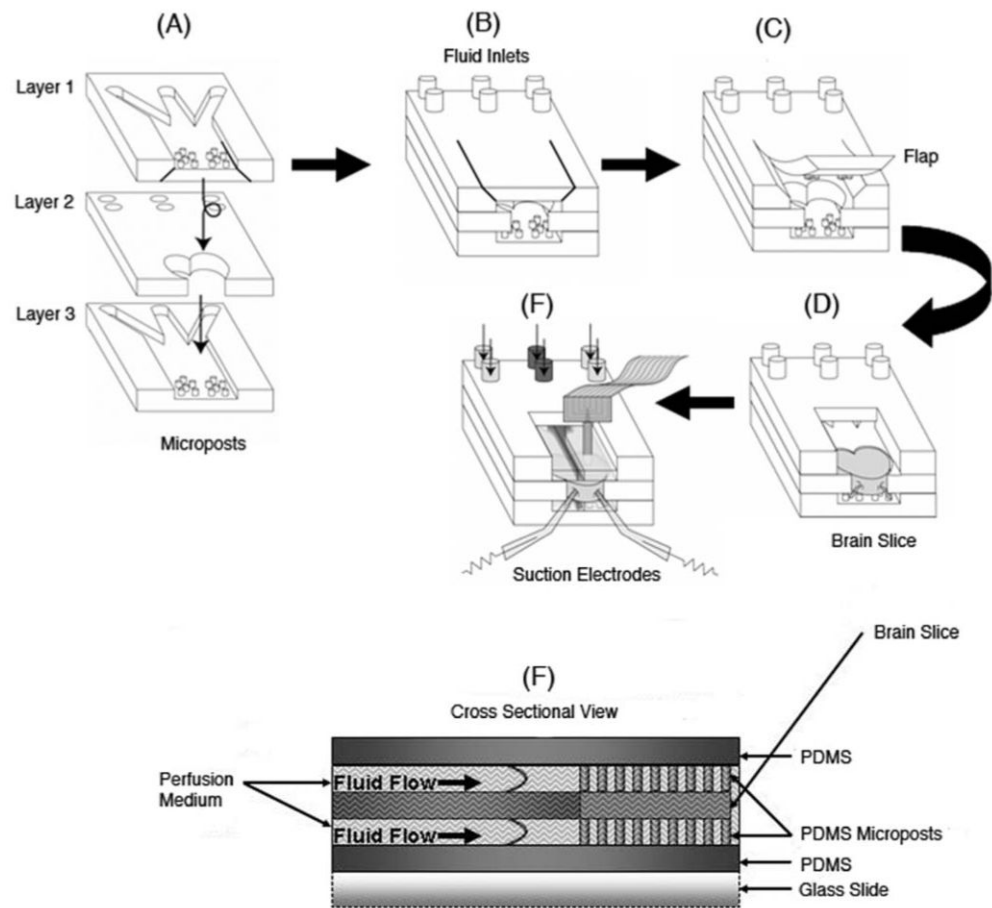 (A)
Layer 1
Layer 2
Layer 3
Microposts
(B)
Fluid Inlets
(C)
Flap
(D)
Brain Slice
(F)
Suction Electrodes
(F)
Cross Sectional View
Brain Slice
Perfusion
Medium
Fluid Flow
Fluid Flow
PDMS
PDMS Microposts
PDMS
Glass Slide